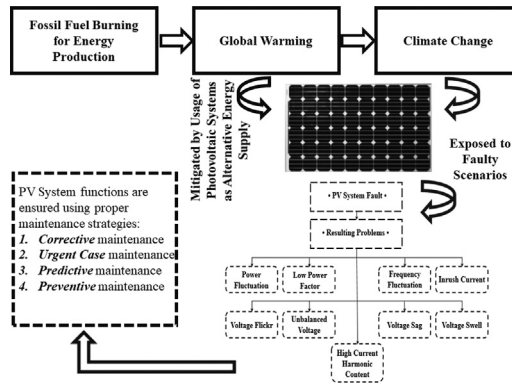 Fossil Fuel Burning
for Energy
Production
Global Warming
Climate Change
Mitigated by Usage of
Photovoltaic Systems
as Alternative Energy
Supply
Exposed to
Faulty
Scenarios
PV System functions are
ensured using proper
maintenance strategies:
1. Corrective maintenance
2. Urgent Case maintenance
3. Predictive maintenance
4. Preventive maintenance
• PV System Fault •
• Resulting Problems •
Power
Fluctuation
Low Power
Factor
Frequency
Fluctuation
Inrush Current
Voltage Flickr
Unbalanced
Voltage
Voltage Sag
Voltage Swell
High Current
Harmonic
Content